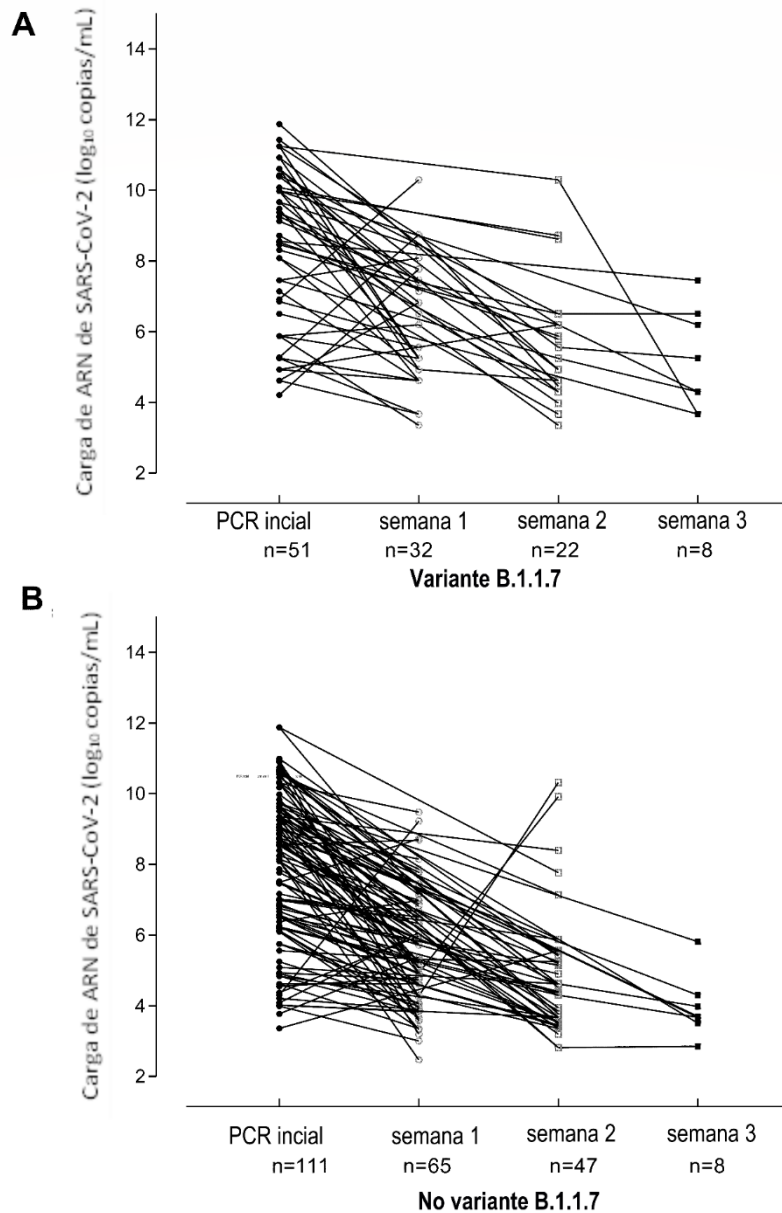 A
Carga de ARN de SARS-CoV-2 (log₁₀ copias/mL)
14
12
10
8
6
4
2
PCR incial semana 1 semana 2 semana 3
n=51 n=32 n=22 n=8
Variante B.1.1.7
B
Carga de ARN de SARS-CoV-2 (log₁₀ copias/mL)
14
12
10
8
6
4
2
PCR incial semana 1 semana 2 semana 3
n=111 n=65 n=47 n=8
No variante B.1.1.7